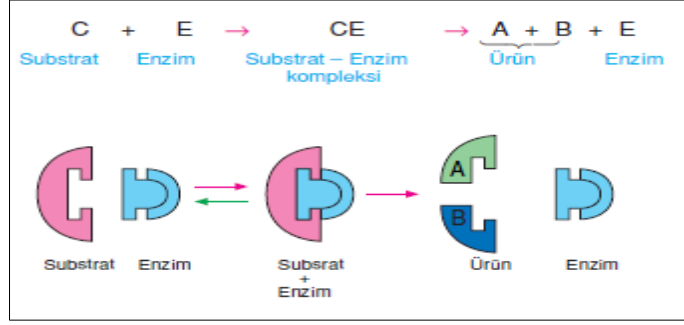 C + E → CE → A + B + E
Substrat Enzim Substrat – Enzim Ürün Enzim
kompleksi
A
B
Substrat Enzim Subsrat Ürün Enzim
+
Enzim